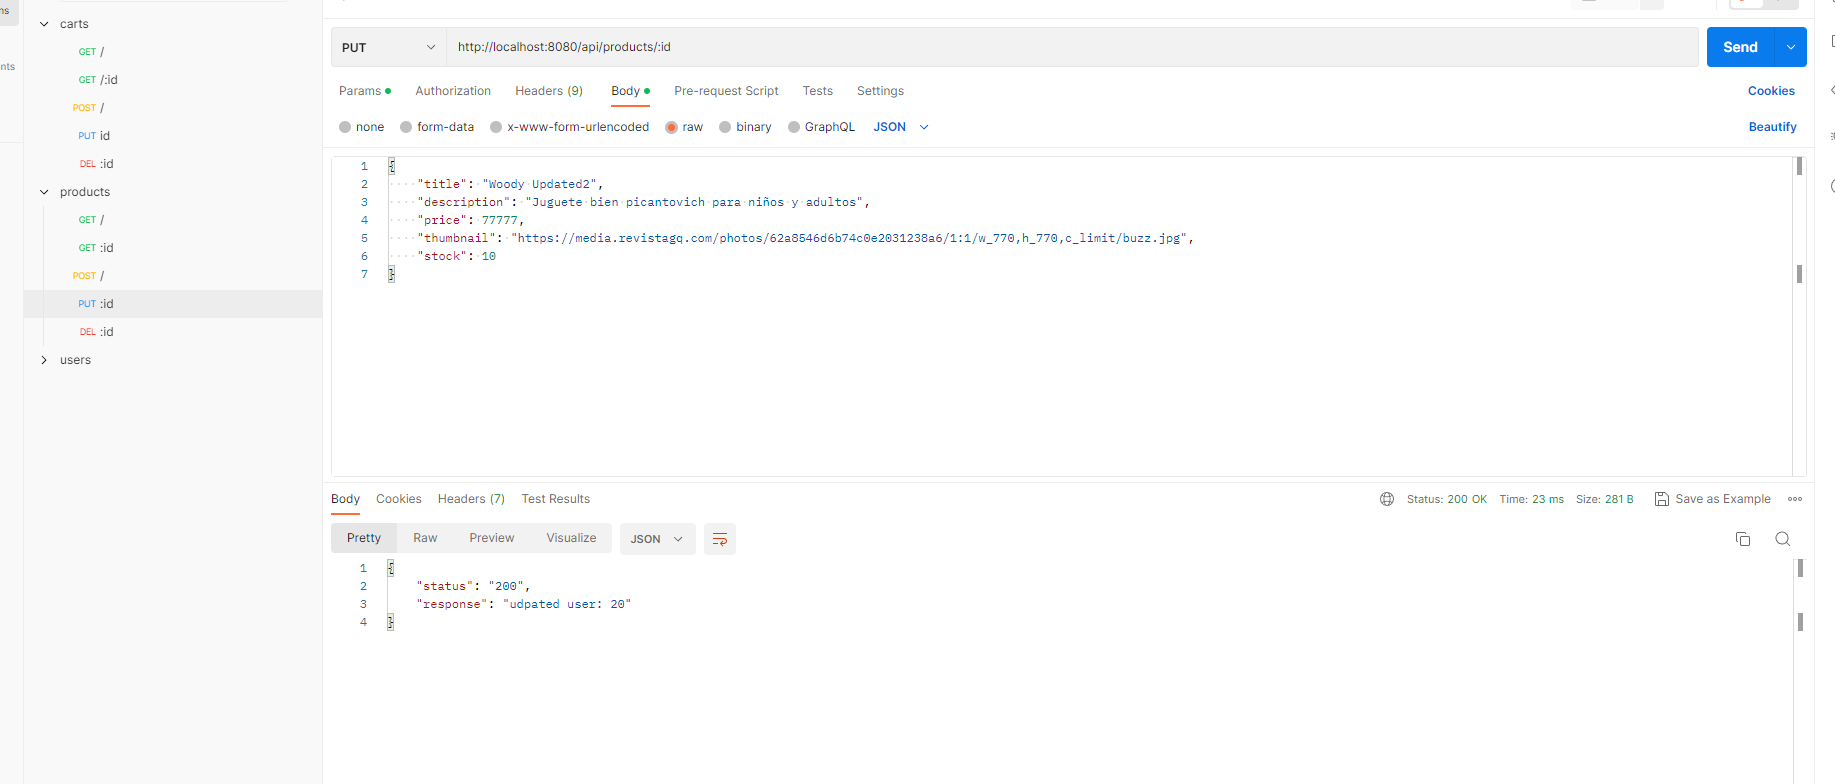 ns
nts
carts
GET /
GET /:id
POST /
PUT id
DEL :id
products
GET /
GET :id
POST /
PUT :id
DEL :id
users
PUT http://localhost:8080/api/products/:id Send
Params Authorization Headers (9) Body Pre-request Script Tests Settings Cookies
none form-data x-www-form-urlencoded raw binary GraphQL JSON Beautify
1 {
2 "title": "Woody Updated2",
3 "description": "Juguete bien picantovich para niños y adultos",
4 "price": 77777,
5 "thumbnail": "https://media.revistagq.com/photos/62a8546d6b74c0e2031238a6/1:1/w_770,h_770,c_limit/buzz.jpg",
6 "stock": 10
7 }
Body Cookies Headers (7) Test Results Status: 200 OK Time: 23 ms Size: 281 B Save as Example
Pretty Raw Preview Visualize JSON
1 {
2 "status": "200",
3 "response": "udpated user: 20"
4 }